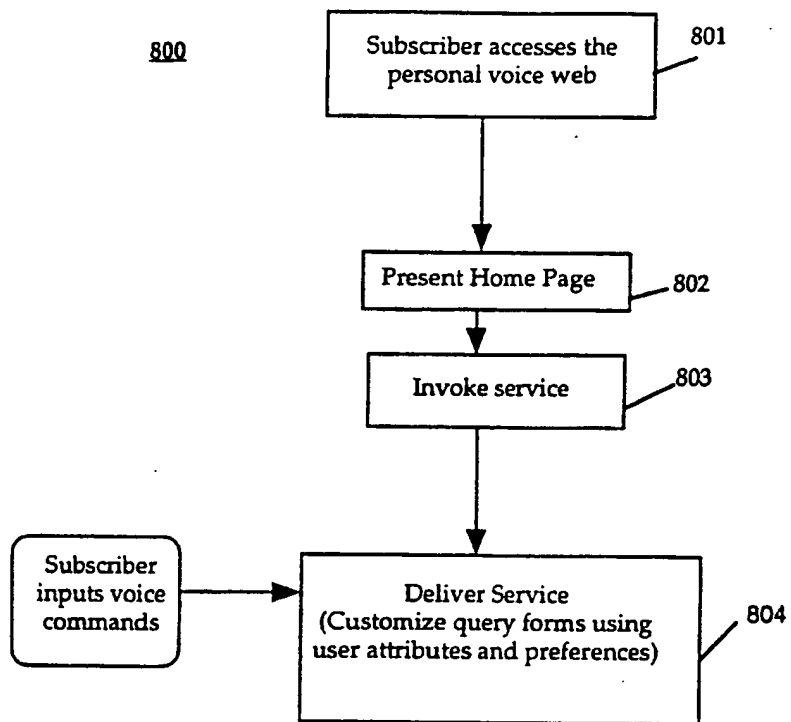 800
Subscriber accesses the
personal voice web
801
Present Home Page
802
Invoke service
803
Subscriber
inputs voice
commands
Deliver Service
(Customize query forms using
user attributes and preferences)
804